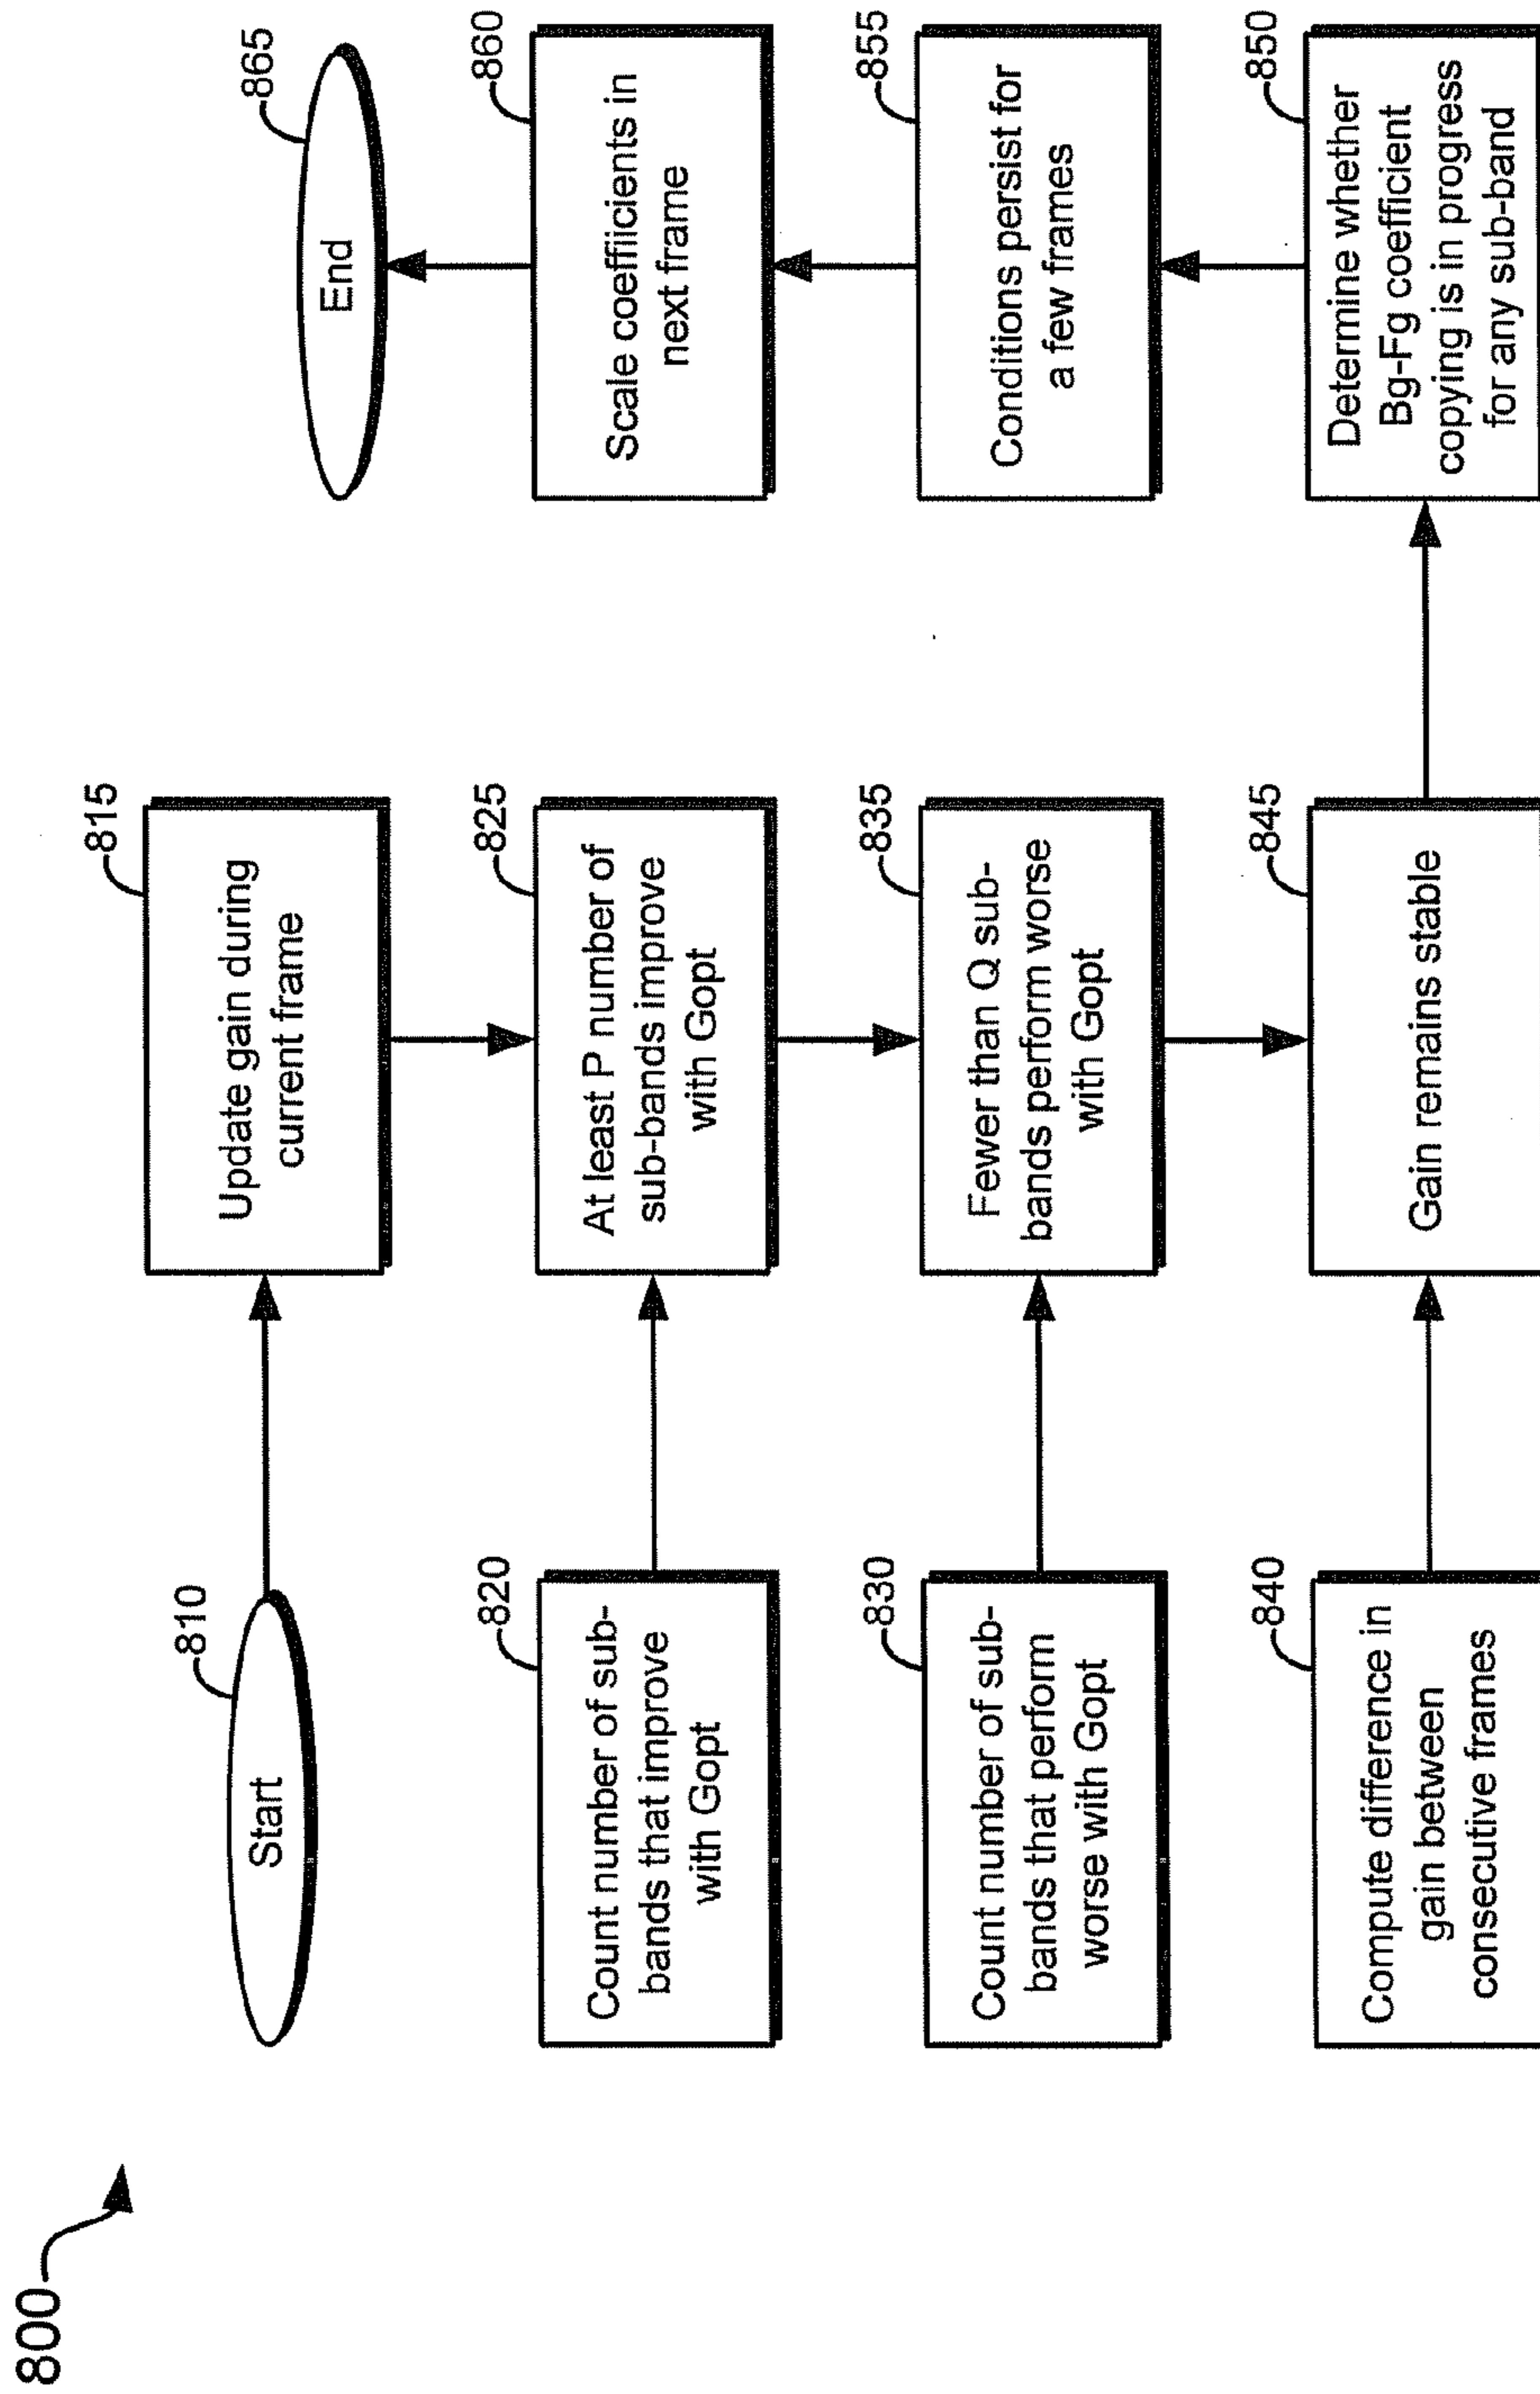 800
810
Start
815
Update gain during
current frame
820
Count number of sub-
bands that improve
with Gopt
825
At least P number of
sub-bands improve
with Gopt
830
Count number of sub-
bands that perform
worse with Gopt
835
Fewer than Q sub-
bands perform worse
with Gopt
840
Compute difference in
gain between
consecutive frames
845
Gain remains stable
850
Determine whether
Bg-Fg coefficient
copying is in progress
for any sub-band
855
Conditions persist for
a few frames
860
Scale coefficients in
next frame
865
End